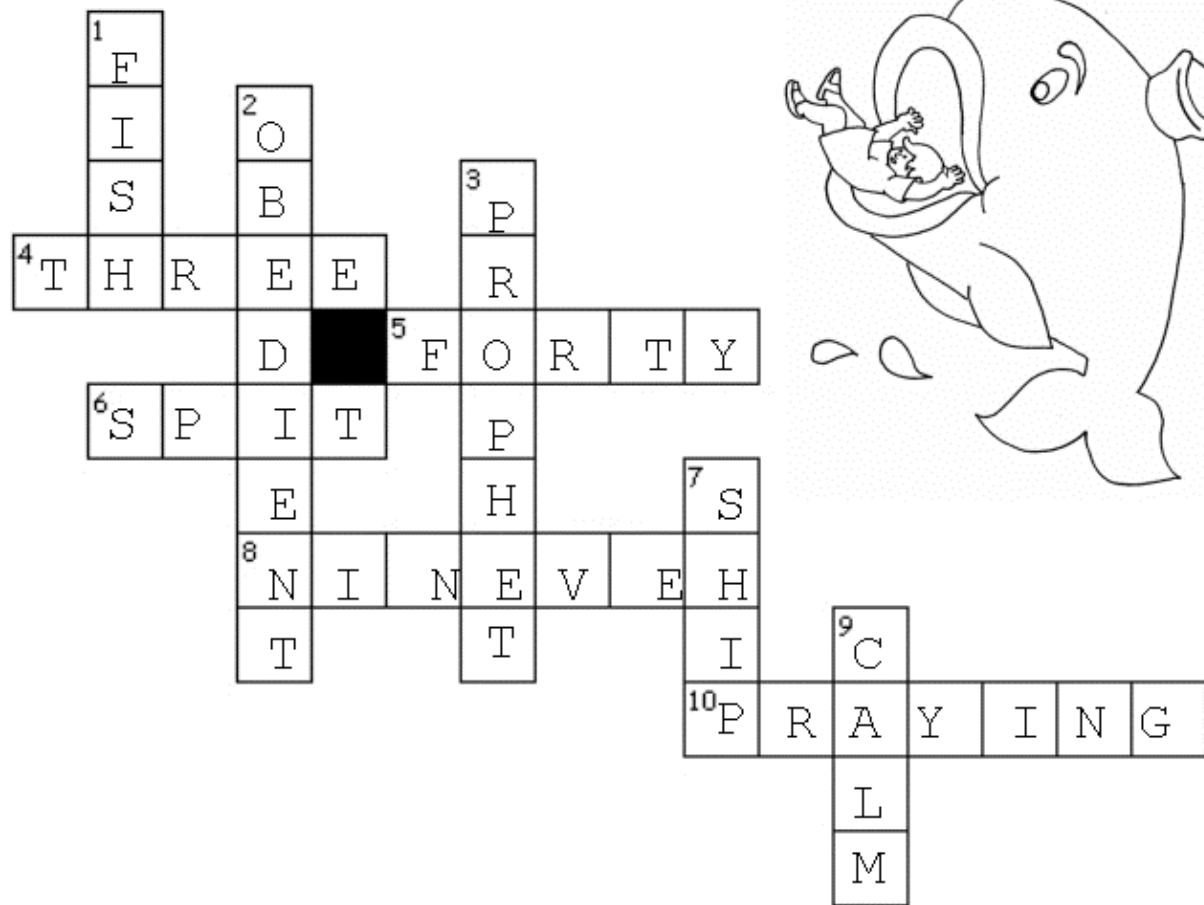 1 F
I 2 O
S B 3 P
4 T H R E E R
D 5 F O R T Y
6 S P I T P
E H 7 S
8 N I N E V E H
T T I 9 C
10 P R A Y I N G
L
M